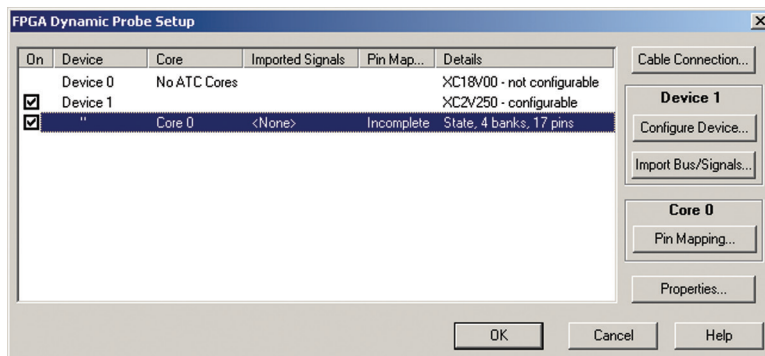 FPGA Dynamic Probe Setup
On Device Core Imported Signals Pin Map... Details
Device 0 No ATC Cores XC18V00 - not configurable
Device 1 XC2V250 - configurable
" Core 0 <None> Incomplete State, 4 banks, 17 pins
Cable Connection...
Device 1
Configure Device...
Import Bus/Signals...
Core 0
Pin Mapping...
Properties...
OK Cancel Help